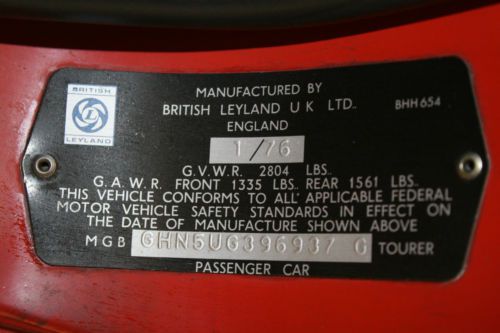 BRITISH
L
LEYLAND
MANUFACTURED BY
BRITISH LEYLAND U K LTD..
BHH 654
ENGLAND
1/76
G.V.W.R. 2804 LBS..
G.A.W.R. FRONT 1335 LBS.. REAR 1561 LBS..
THIS VEHICLE CONFORMS TO ALL APPLICABLE FEDERAL
MOTOR VEHICLE SAFETY STANDARDS IN EFFECT ON
THE DATE OF MANUFACTURE SHOWN ABOVE
MGB GHN5UG396937 G TOURER
PASSENGER CAR